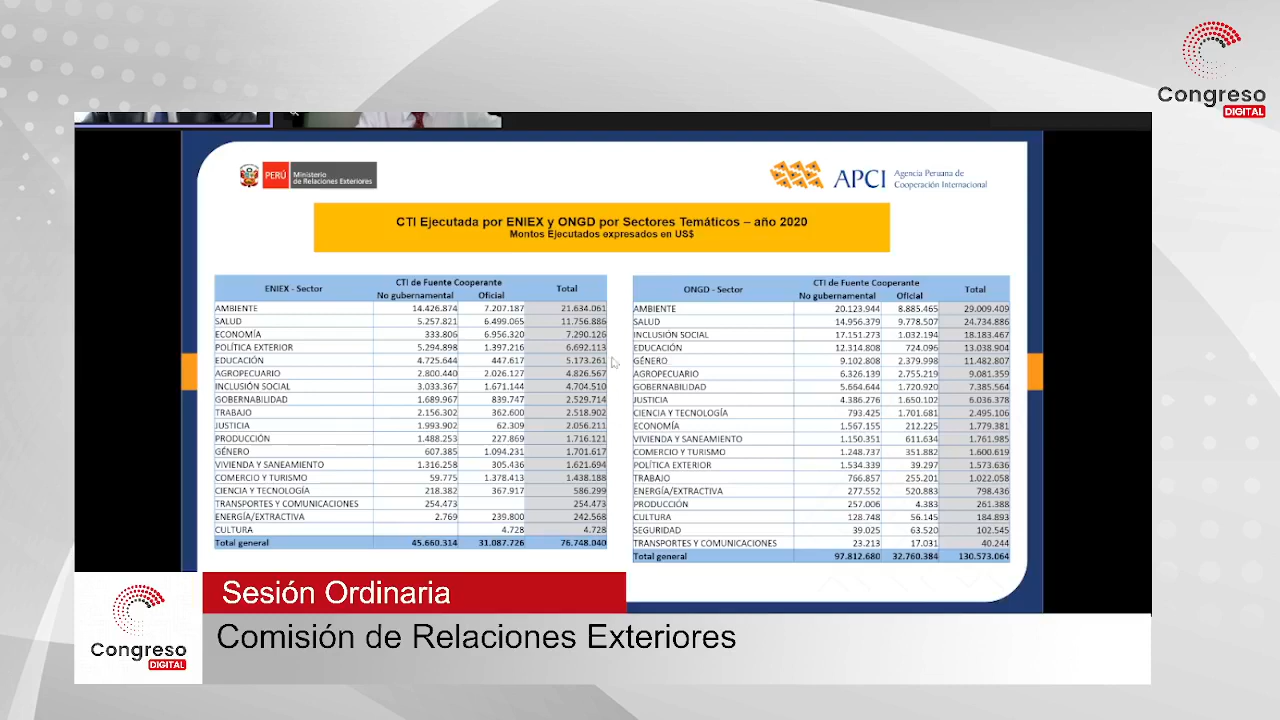 Congreso
DIGITAL
PERÚ Ministerio de Relaciones Exteriores
APCI Agencia Peruana de Cooperación Internacional
CTI Ejecutada por ENIEX y ONGD por Sectores Temáticos – año 2020
Montos Ejecutados expresados en US$
ENIEX - Sector CTI de Fuente Cooperante Total
No gubernamental Oficial
AMBIENTE 14.426.874 7.207.187 21.634.061
SALUD 5.257.821 6.499.065 11.756.886
ECONOMÍA 333.806 6.956.320 7.290.126
POLÍTICA EXTERIOR 5.294.898 1.397.216 6.692.113
EDUCACIÓN 4.725.644 447.617 5.173.261
AGROPECUARIO 2.800.440 2.026.127 4.826.567
INCLUSIÓN SOCIAL 3.033.367 1.671.144 4.704.510
GOBERNABILIDAD 1.689.967 839.747 2.529.714
TRABAJO 2.156.302 362.600 2.518.902
JUSTICIA 1.993.902 62.309 2.056.211
PRODUCCIÓN 1.488.253 227.869 1.716.121
GÉNERO 607.385 1.094.231 1.701.617
VIVIENDA Y SANEAMIENTO 1.316.258 305.436 1.621.694
COMERCIO Y TURISMO 59.775 1.378.413 1.438.188
CIENCIA Y TECNOLOGÍA 218.382 367.917 586.299
TRANSPORTES Y COMUNICACIONES 254.473 254.473
ENERGÍA/EXTRACTIVA 2.769 239.800 242.568
CULTURA 4.728 4.728
Total general 45.660.314 31.087.726 76.748.040
ONGD - Sector CTI de Fuente Cooperante Total
No gubernamental Oficial
AMBIENTE 20.123.944 8.885.465 29.009.409
SALUD 14.956.379 9.778.507 24.734.886
INCLUSIÓN SOCIAL 17.151.273 1.032.194 18.183.467
EDUCACIÓN 12.314.808 724.096 13.038.904
GÉNERO 9.102.808 2.379.998 11.482.807
AGROPECUARIO 6.326.139 2.755.219 9.081.359
GOBERNABILIDAD 5.664.644 1.720.920 7.385.564
JUSTICIA 4.386.276 1.650.102 6.036.378
CIENCIA Y TECNOLOGÍA 793.425 1.701.681 2.495.106
ECONOMÍA 1.567.155 212.225 1.779.381
VIVIENDA Y SANEAMIENTO 1.150.351 611.634 1.761.985
COMERCIO Y TURISMO 1.248.737 351.882 1.600.619
POLÍTICA EXTERIOR 1.534.339 39.297 1.573.636
TRABAJO 766.857 255.201 1.022.058
ENERGÍA/EXTRACTIVA 277.552 520.883 798.436
PRODUCCIÓN 257.006 4.383 261.388
CULTURA 128.748 56.145 184.893
SEGURIDAD 39.025 63.520 102.545
TRANSPORTES Y COMUNICACIONES 23.213 17.031 40.244
Total general 97.812.680 32.760.384 130.573.064
Sesión Ordinaria
Comisión de Relaciones Exteriores
Congreso
DIGITAL